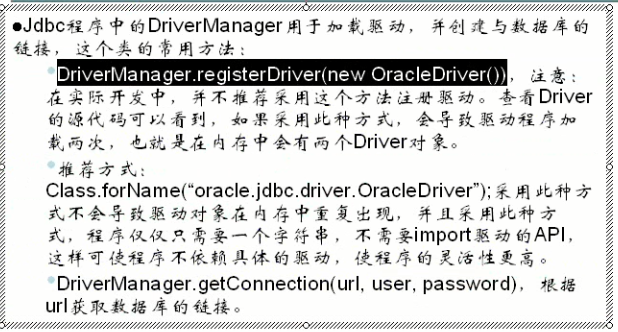 ●Jdbc程序中的DriverManager用于加载驱动，并创建与数据库的
链接，这个类的常用方法：
•DriverManager.registerDriver(new OracleDriver())，注意：
在实际开发中，并不推荐采用这个方法注册驱动。查看Driver
的源代码可以看到，如果采用此种方式，会导致驱动程序加
载两次，也就是在内存中会有两个Driver对象。
•推荐方式：
Class.forName(“oracle.jdbc.driver.OracleDriver”);采用此种方
式不会导致驱动对象在内存中重复出现，并且采用此种方
式，程序仅仅只需要一个字符串，不需要import驱动的API，
这样可使程序不依赖具体的驱动，使程序的灵活性更高。
•DriverManager.getConnection(url, user, password)， 根据
url获取数据库的链接。